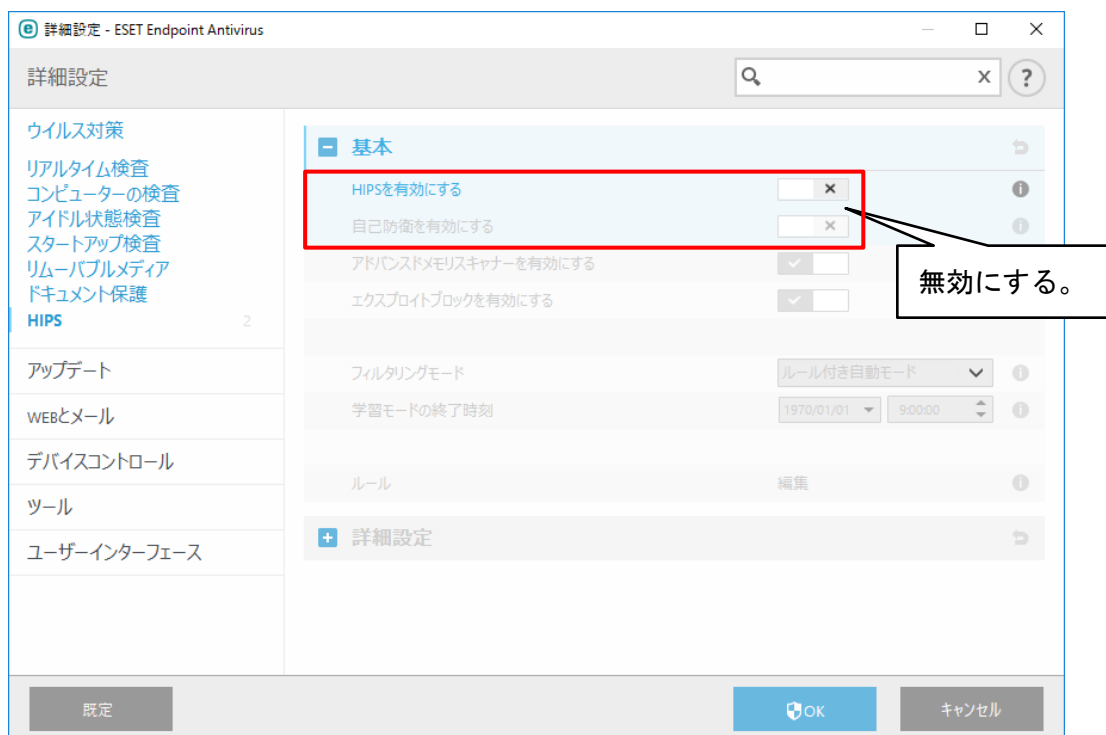 詳細設定 - ESET Endpoint Antivirus
詳細設定
ウイルス対策
リアルタイム検査
コンピューターの検査
アイドル状態検査
スタートアップ検査
リムーバブルメディア
ドキュメント保護
HIPS 2
アップデート
WEBとメール
デバイスコントロール
ツール
ユーザーインターフェース
基本
HIPSを有効にする
自己防衛を有効にする
アドバンスドメモリスキャナーを有効にする
エクスプロイトブロックを有効にする
無効にする。
フィルタリングモード ルール付き自動モード
学習モードの終了時刻 1970/01/01 9:00:00
ルール 編集
詳細設定
既定 OK キャンセル